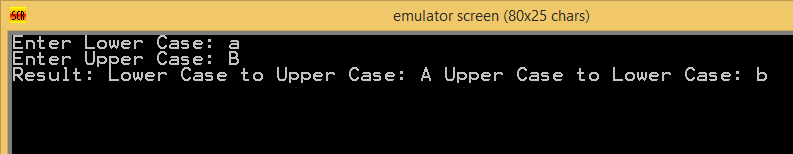 SCR emulator screen (80x25 chars)
Enter Lower Case: a
Enter Upper Case: B
Result: Lower Case to Upper Case: A Upper Case to Lower Case: b